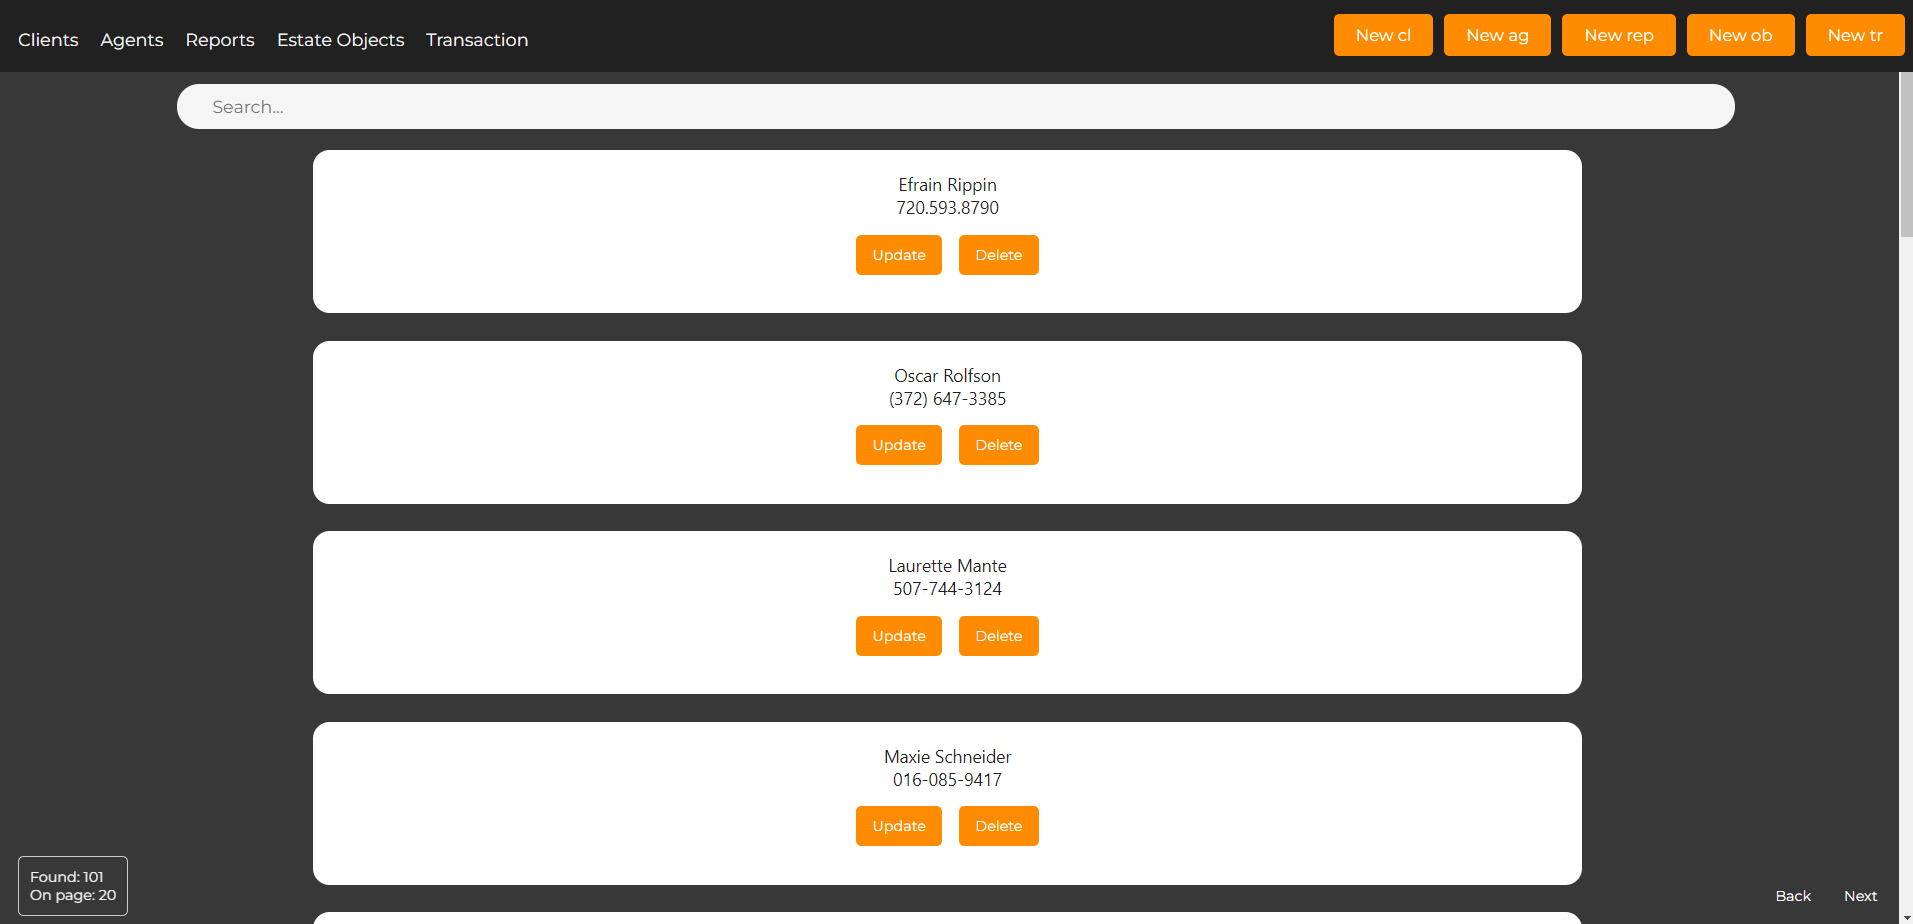 Clients Agents Reports Estate Objects Transaction New cl New ag New rep New ob New tr
Search...
Efrain Rippin
720.593.8790
Update Delete
Oscar Rolfson
(372) 647-3385
Update Delete
Laurette Mante
507-744-3124
Update Delete
Maxie Schneider
016-085-9417
Update Delete
Found: 101
On page: 20
Back Next